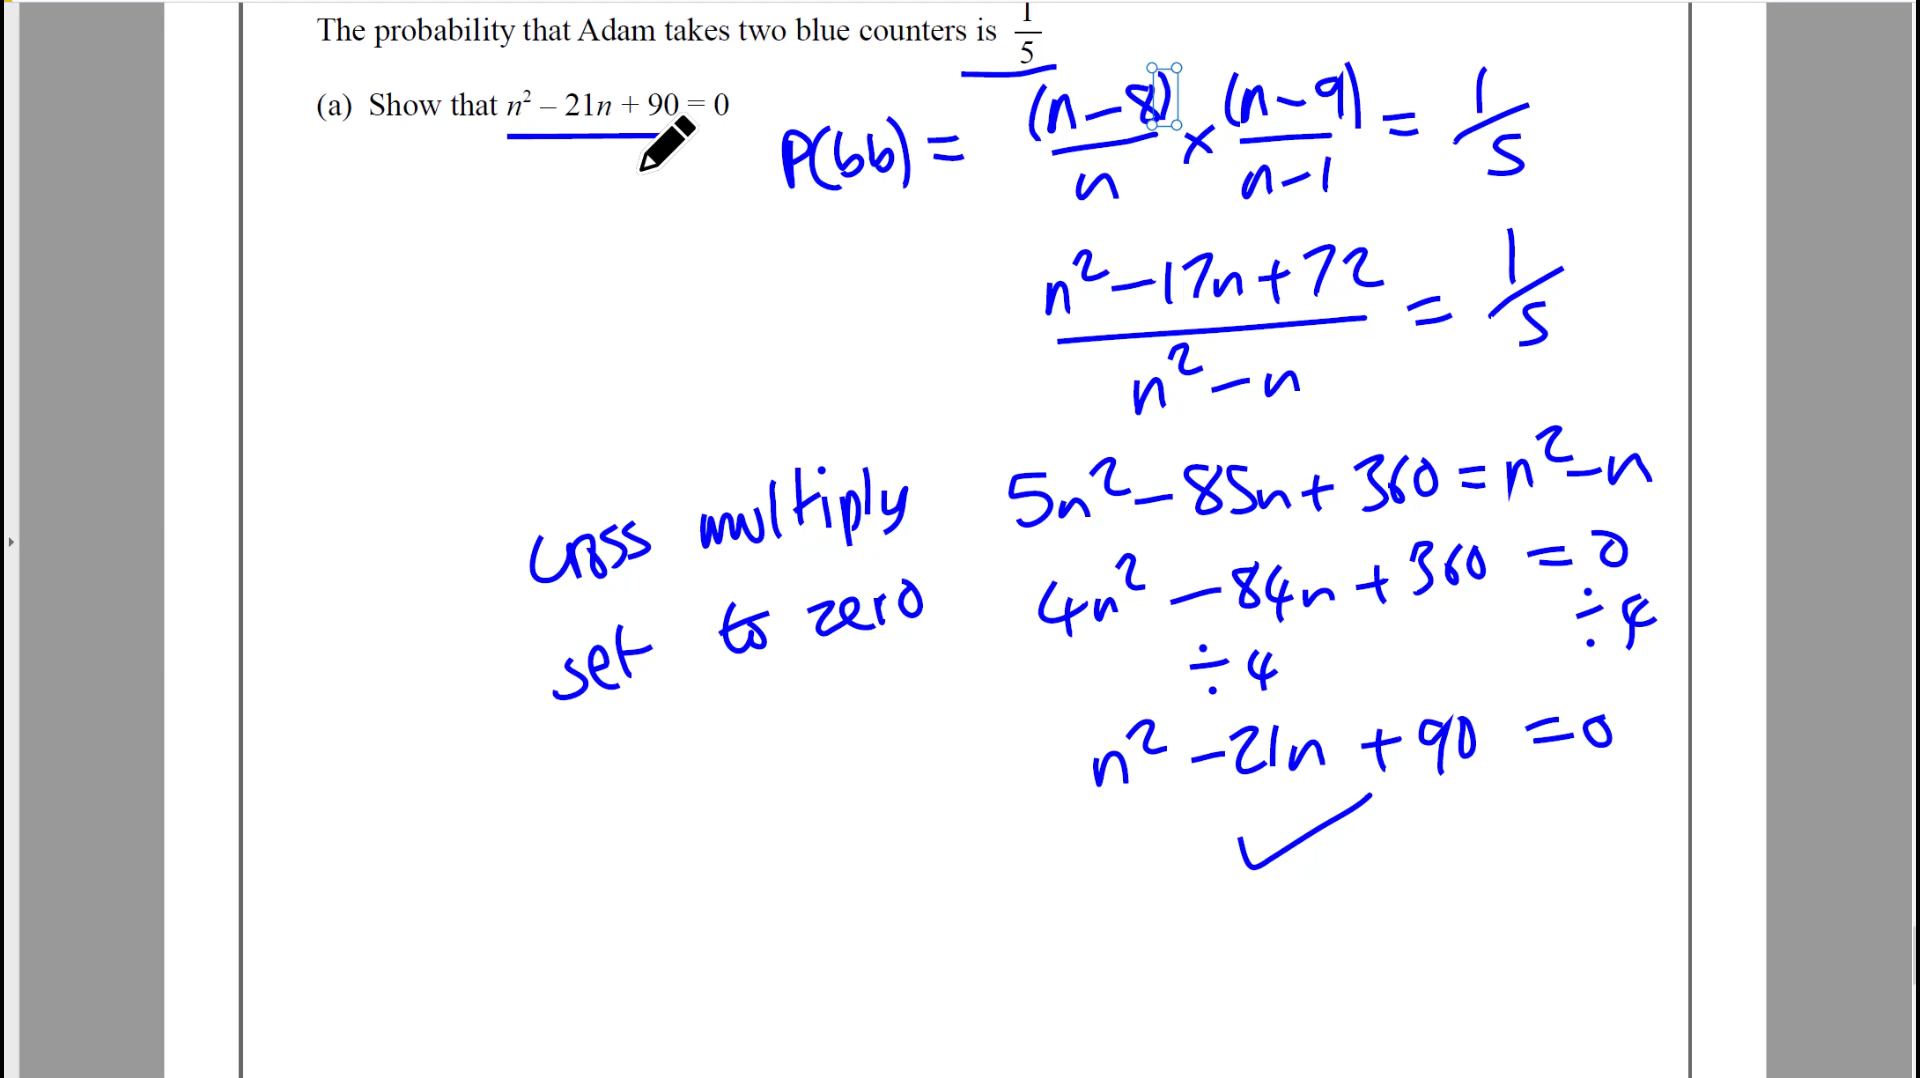 The probability that Adam takes two blue counters is 1/5
(a) Show that n² – 21n + 90 = 0
P(bb) = (n-8)/n × (n-9)/n-1 = 1/5
n²-17n+72/n²-n = 1/5
cross multiply 5n²-85n+360=n²-n
set to zero 4n²-84n+360=0
÷4 ÷4
n²-21n+90=0